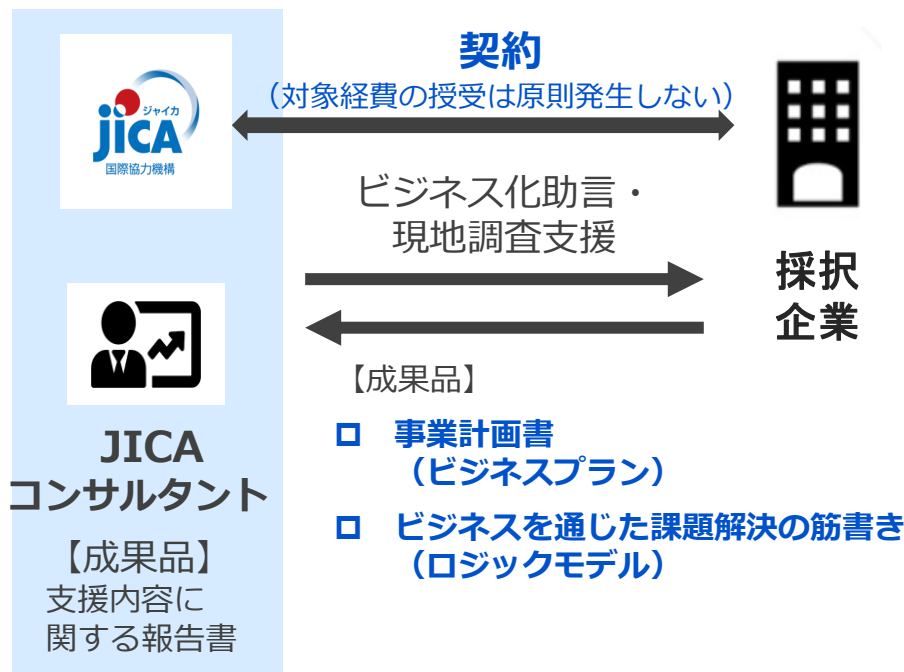 契約
（対象経費の授受は原則発生しない）
ジャイカ
JICA
国際協力機構
ビジネス化助言・
現地調査支援
採択
企業
【成果品】
事業計画書
（ビジネスプラン）
ビジネスを通じた課題解決の筋書き
（ロジックモデル）
JICA
コンサルタント
【成果品】
支援内容に
関する報告書